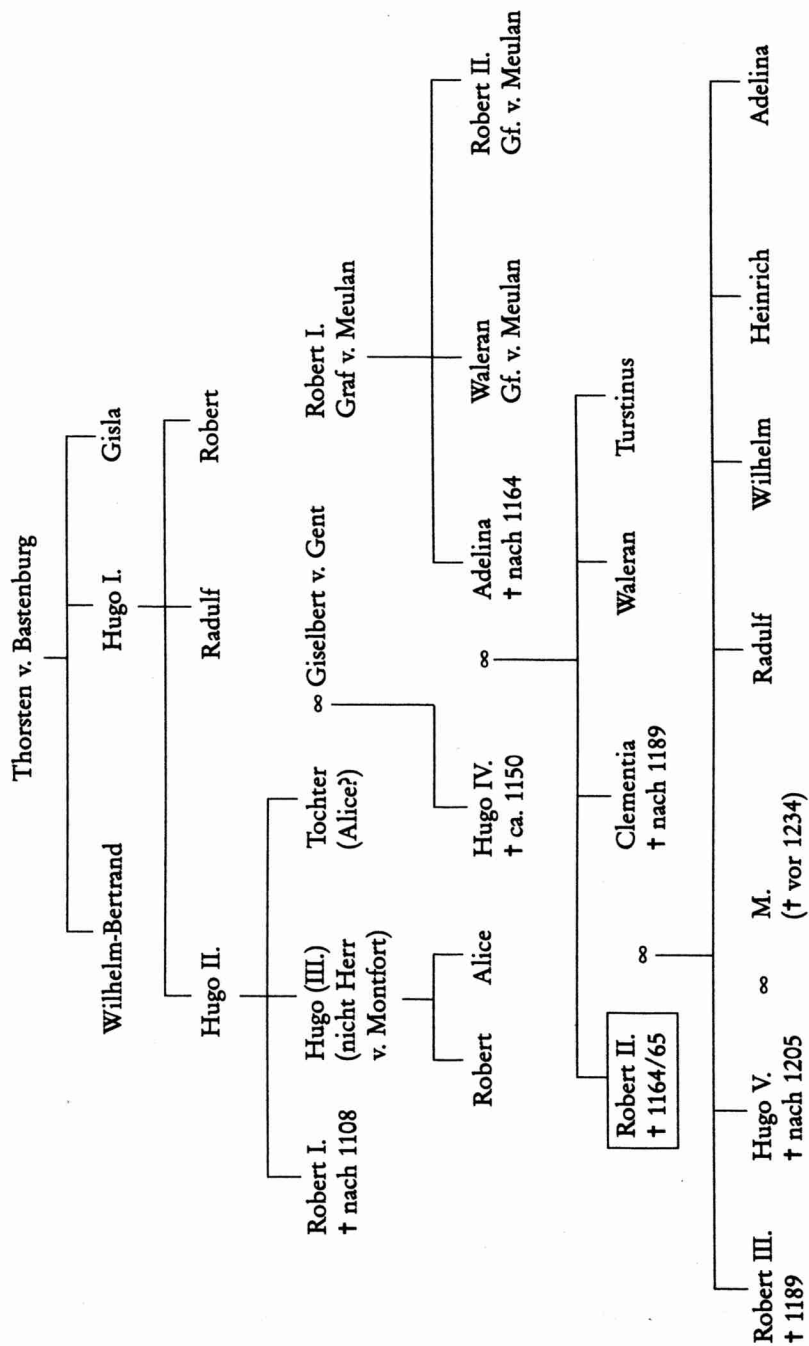 Thorsten v. Bastenburg
Wilhelm-Bertrand
Hugo I.
Gisla
Hugo II.
Radulf
Robert
Robert I.
† nach 1108
Hugo (III.)
(nicht Herr
v. Montfort)
Tochter
(Alice?)
∞ Giselbert v. Gent
Robert I.
Graf v. Meulan
Robert
Alice
Hugo IV.
† ca. 1150
∞
Adelina
† nach 1164
Waleran
Gf. v. Meulan
Robert II.
Gf. v. Meulan
Robert II.
† 1164/65
∞
Clementia
† nach 1189
Waleran
Turstinus
Robert III.
† 1189
Hugo V.
† nach 1205
∞
M.
(† vor 1234)
Radulf
Wilhelm
Heinrich
Adelina